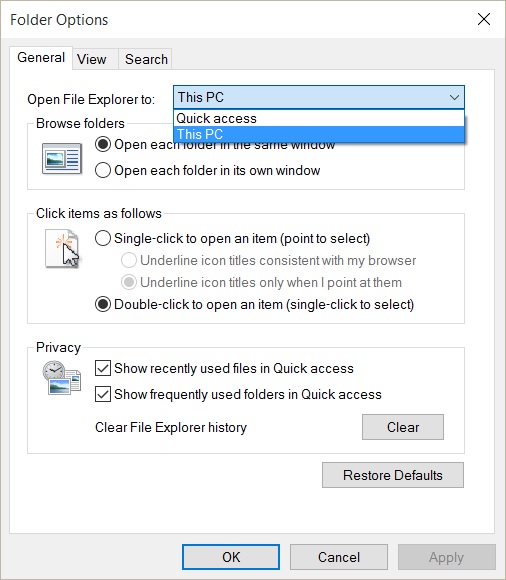 Folder Options
General
View
Search
Open File Explorer to:
This PC
Quick access
This PC
Browse folders
Open each folder in the same window
Open each folder in its own window
Click items as follows
Single-click to open an item (point to select)
Underline icon titles consistent with my browser
Underline icon titles only when I point at them
Double-click to open an item (single-click to select)
Privacy
Show recently used files in Quick access
Show frequently used folders in Quick access
Clear File Explorer history
Clear
Restore Defaults
OK
Cancel
Apply